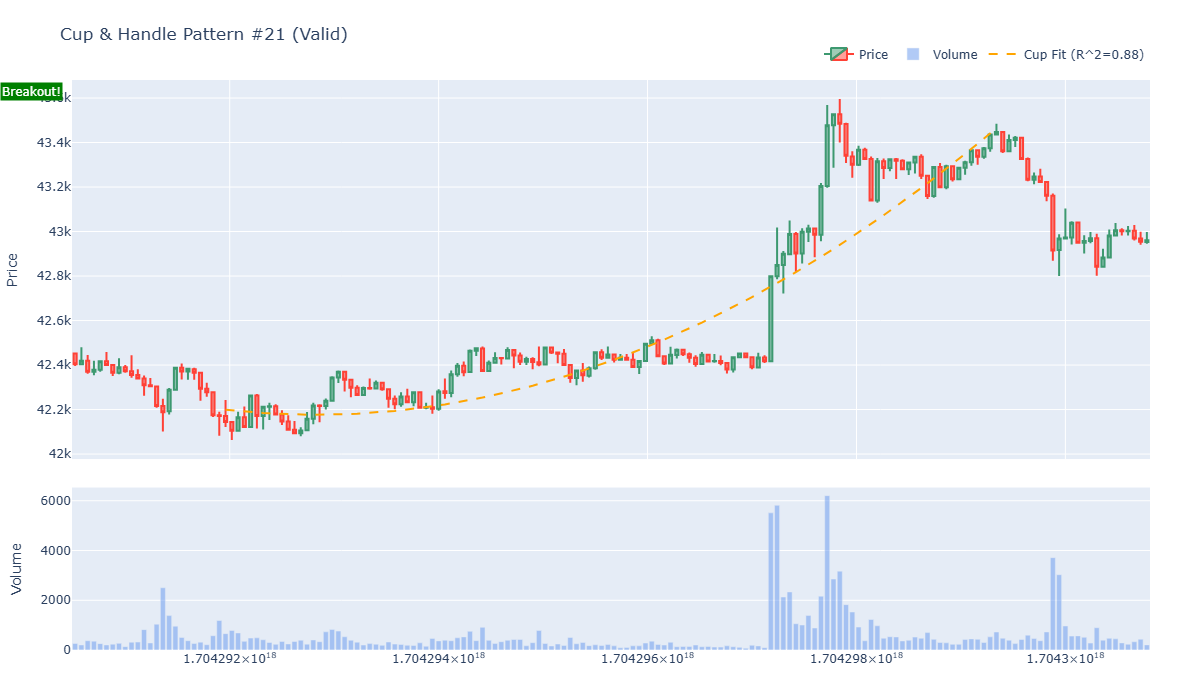 Cup & Handle Pattern #21 (Valid)
Price
Volume
Cup Fit (R^2=0.88)
Breakout!
43.4k
43.2k
43k
42.8k
42.6k
42.4k
42.2k
42k
Price
6000
4000
2000
0
Volume
1.704292×10¹⁸
1.704294×10¹⁸
1.704296×10¹⁸
1.704298×10¹⁸
1.7043×10¹⁸